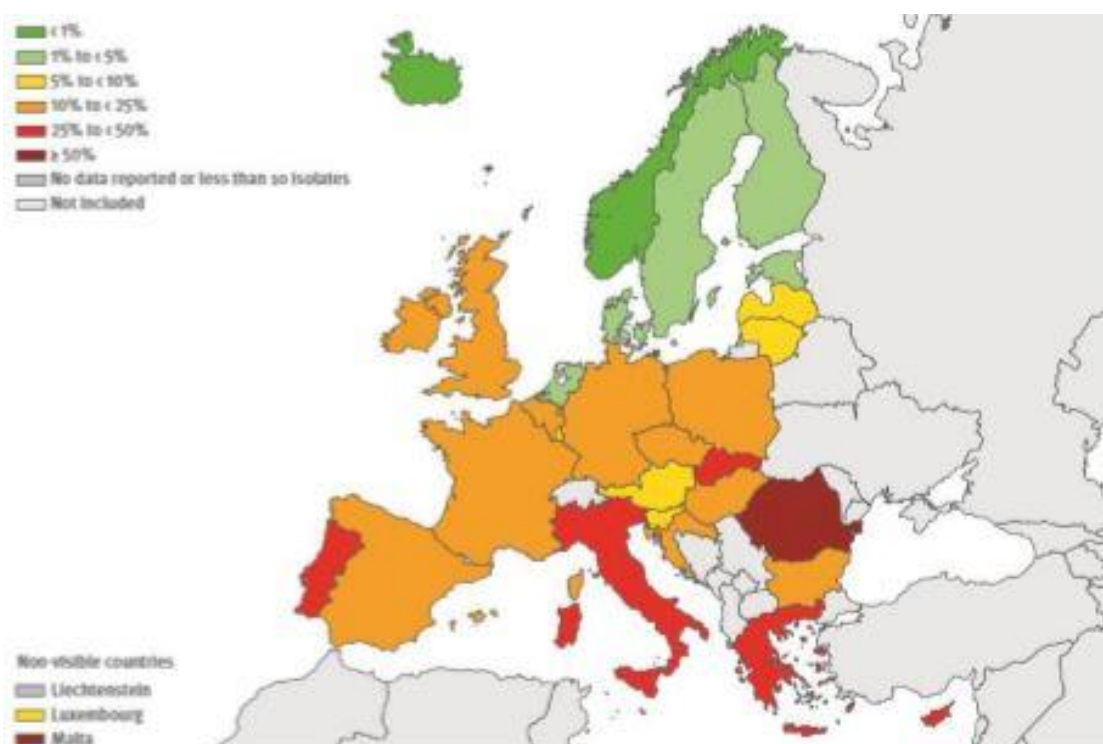 < 1%
1% to < 5%
5% to < 10%
10% to < 25%
25% to < 50%
≥ 50%
No data reported or less than 10 isolates
Not included
Non-visible countries
Liechtenstein
Luxembourg
Malta